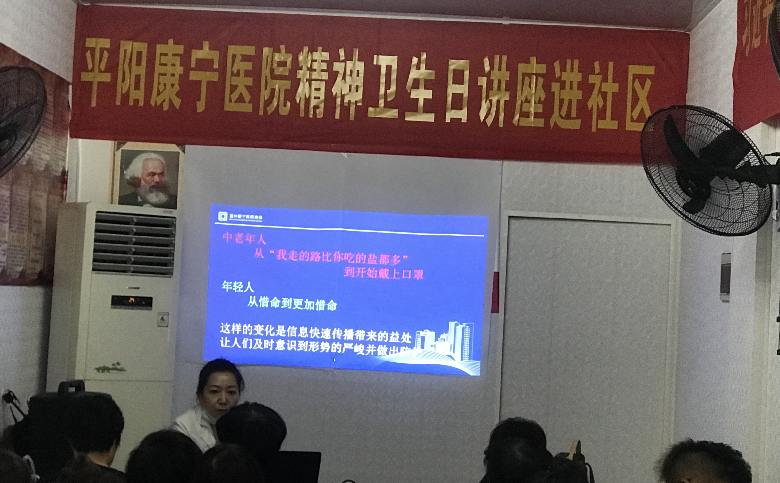 平阳康宁医院精神卫生日讲座进社区
中老年人
从“我走的路比你吃的盐都多”
到开始戴上口罩
年轻人
从惜命到更加惜命
这样的变化是信息快速传播带来的益处
让人们及时意识到形势的严峻并做出